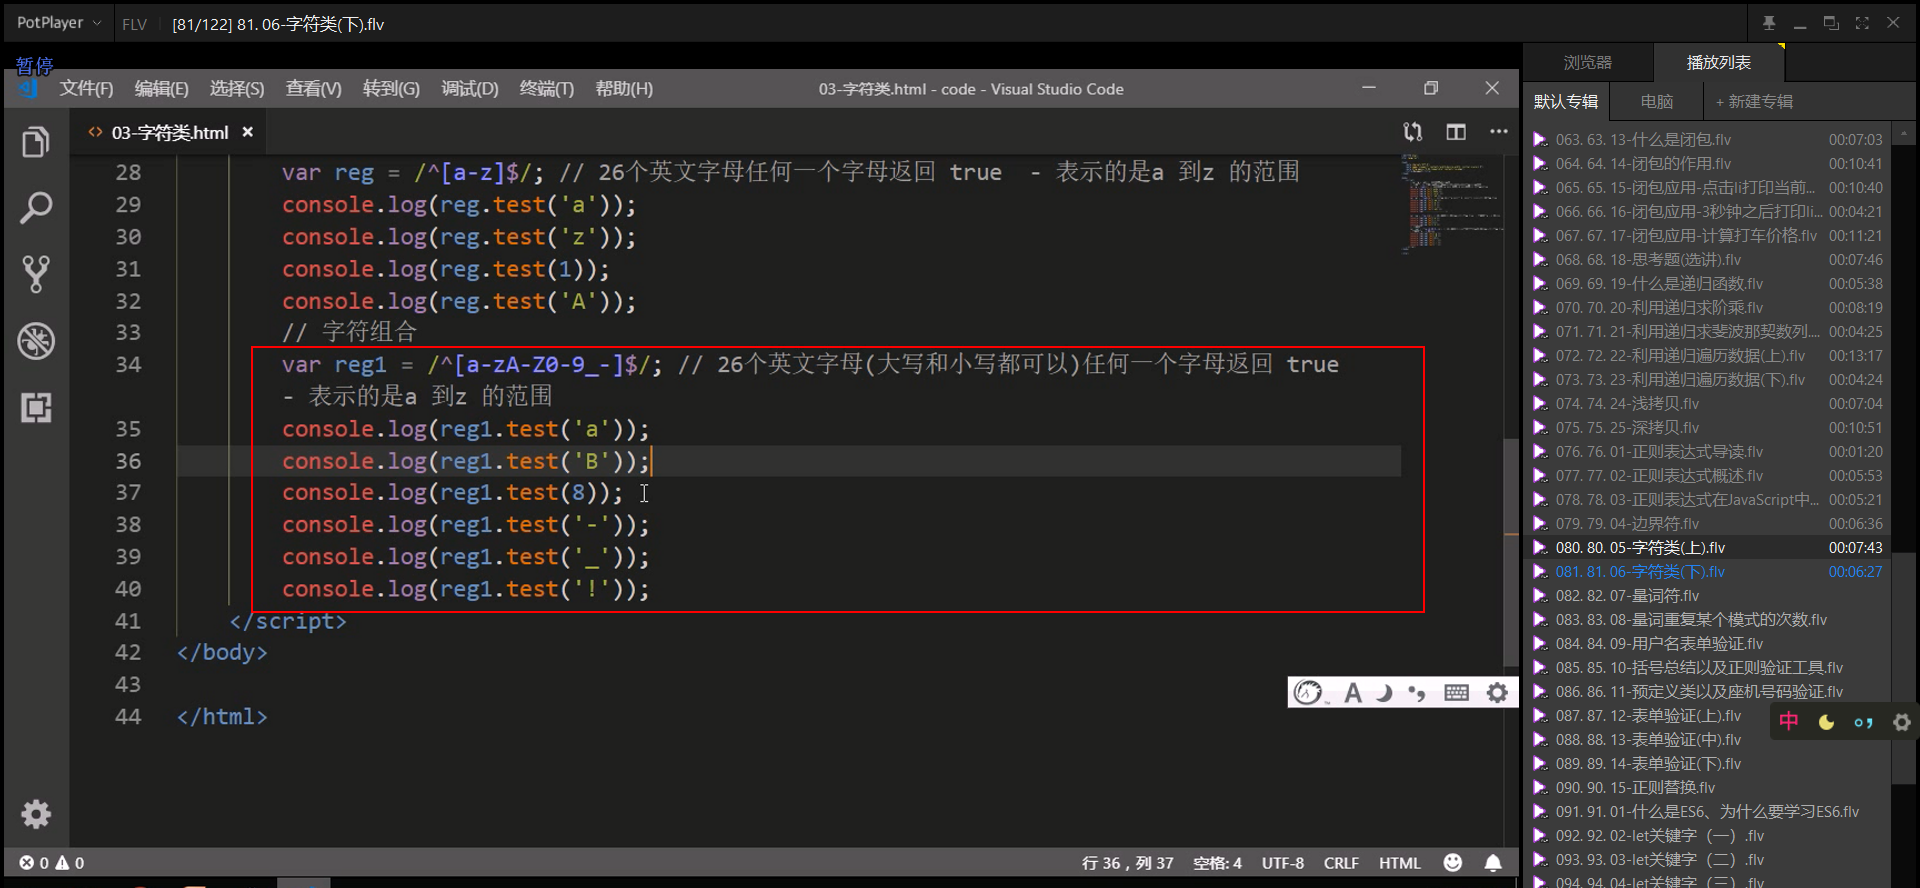 PotPlayer FLV [81/122] 81. 06-字符类(下).flv
暂停
文件(F) 编辑(E) 选择(S) 查看(V) 转到(G) 调试(D) 终端(T) 帮助(H) 03-字符类.html - code - Visual Studio Code
<> 03-字符类.html ×
28 var reg = /^[a-z]$/; // 26个英文字母任何一个字母返回 true - 表示的是a 到z 的范围
29 console.log(reg.test('a'));
30 console.log(reg.test('z'));
31 console.log(reg.test(1));
32 console.log(reg.test('A'));
33 // 字符组合
34 var reg1 = /^[a-zA-Z0-9_-]$/; // 26个英文字母(大写和小写都可以)任何一个字母返回 true
- 表示的是a 到z 的范围
35 console.log(reg1.test('a'));
36 console.log(reg1.test('B'));
37 console.log(reg1.test(8));
38 console.log(reg1.test('-'));
39 console.log(reg1.test('_'));
40 console.log(reg1.test('!'));
41 </script>
42 </body>
43
44 </html>
A
0 0 行 36，列 37 空格: 4 UTF-8 CRLF HTML
浏览器 播放列表
默认专辑 电脑 + 新建专辑
063. 63. 13-什么是闭包.flv 00:07:03
064. 64. 14-闭包的作用.flv 00:10:41
065. 65. 15-闭包应用-点击li打印当前... 00:10:40
066. 66. 16-闭包应用-3秒钟之后打印li... 00:04:21
067. 67. 17-闭包应用-计算打车价格.flv 00:11:21
068. 68. 18-思考题(选讲).flv 00:07:46
069. 69. 19-什么是递归函数.flv 00:05:38
070. 70. 20-利用递归求阶乘.flv 00:08:19
071. 71. 21-利用递归求斐波那契数列.... 00:04:25
072. 72. 22-利用递归遍历数据(上).flv 00:13:17
073. 73. 23-利用递归遍历数据(下).flv 00:04:24
074. 74. 24-浅拷贝.flv 00:07:04
075. 75. 25-深拷贝.flv 00:10:51
076. 76. 01-正则表达式导读.flv 00:01:20
077. 77. 02-正则表达式概述.flv 00:05:53
078. 78. 03-正则表达式在JavaScript中... 00:05:21
079. 79. 04-边界符.flv 00:06:36
080. 80. 05-字符类(上).flv 00:07:43
081. 81. 06-字符类(下).flv 00:06:27
082. 82. 07-量词符.flv
083. 83. 08-量词重复某个模式的次数.flv
084. 84. 09-用户名表单验证.flv
085. 85. 10-括号总结以及正则验证工具.flv
086. 86. 11-预定义类以及座机号码验证.flv
087. 87. 12-表单验证(上).flv
中
088. 88. 13-表单验证(中).flv
089. 89. 14-表单验证(下).flv
090. 90. 15-正则替换.flv
091. 91. 01-什么是ES6、为什么要学习ES6.flv
092. 92. 02-let关键字（一）.flv
093. 93. 03-let关键字（二）.flv
094. 94. 04-let关键字（三）.flv